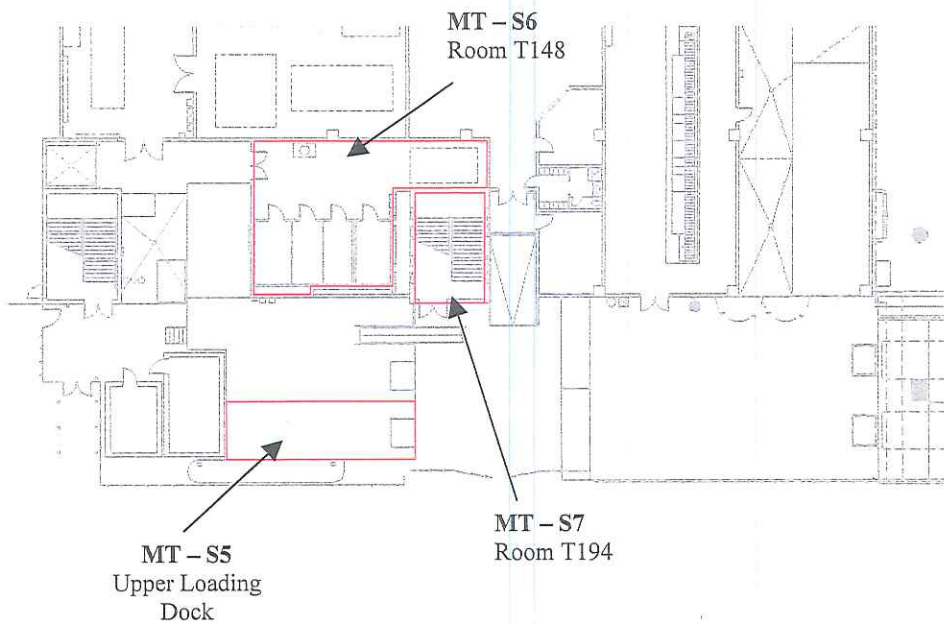 MT – S6
Room T148
MT – S7
Room T194
MT – S5
Upper Loading
Dock